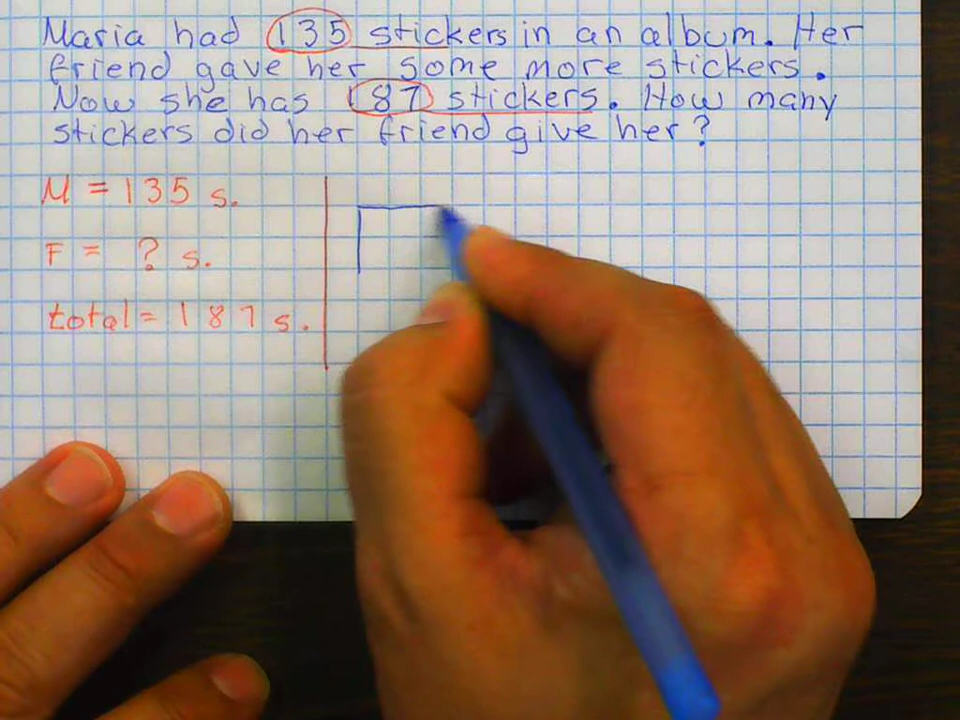 Maria had 135 stickers in an album. Her
friend gave her some more stickers.
Now she has 187 stickers. How many
stickers did her friend give her?
M = 135 s.
F = ? s.
total = 187 s.